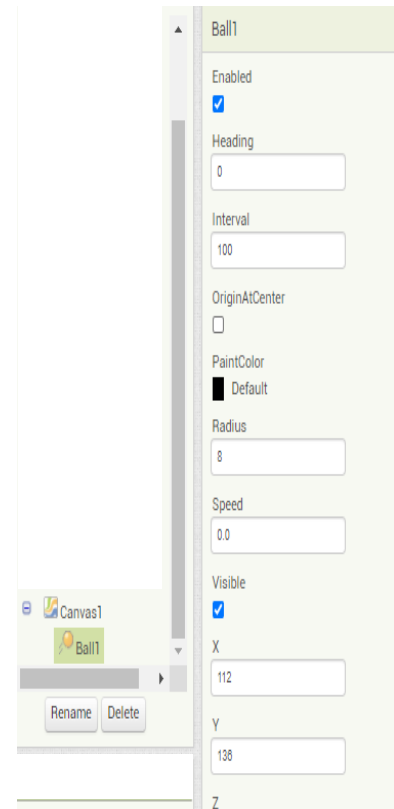 Canvas1
Ball1
Rename Delete
Ball1
Enabled
Heading
0
Interval
100
OriginAtCenter
PaintColor
Default
Radius
8
Speed
0.0
Visible
X
112
Y
138
Z